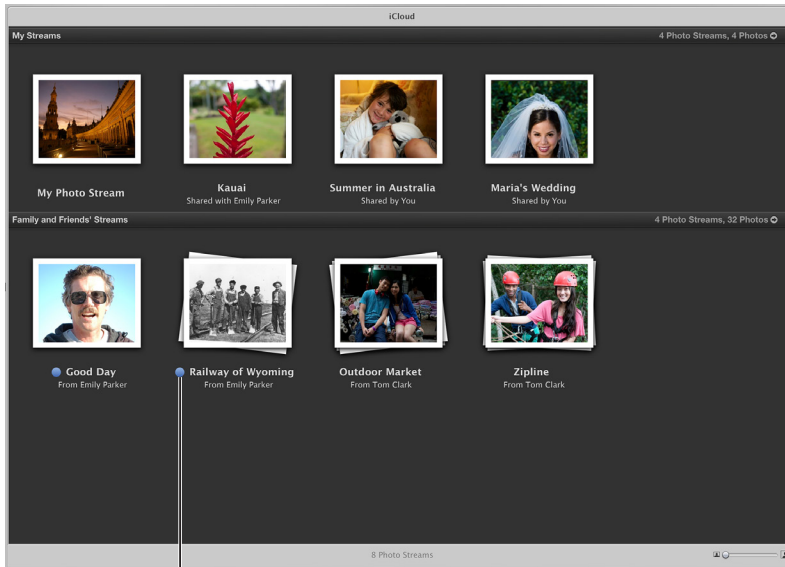 iCloud
My Streams
4 Photo Streams, 4 Photos
My Photo Stream
Kauai
Shared with Emily Parker
Summer in Australia
Shared by You
Maria's Wedding
Shared by You
Family and Friends' Streams
4 Photo Streams, 32 Photos
Good Day
From Emily Parker
Railway of Wyoming
From Emily Parker
Outdoor Market
From Tom Clark
Zipline
From Tom Clark
8 Photo Streams